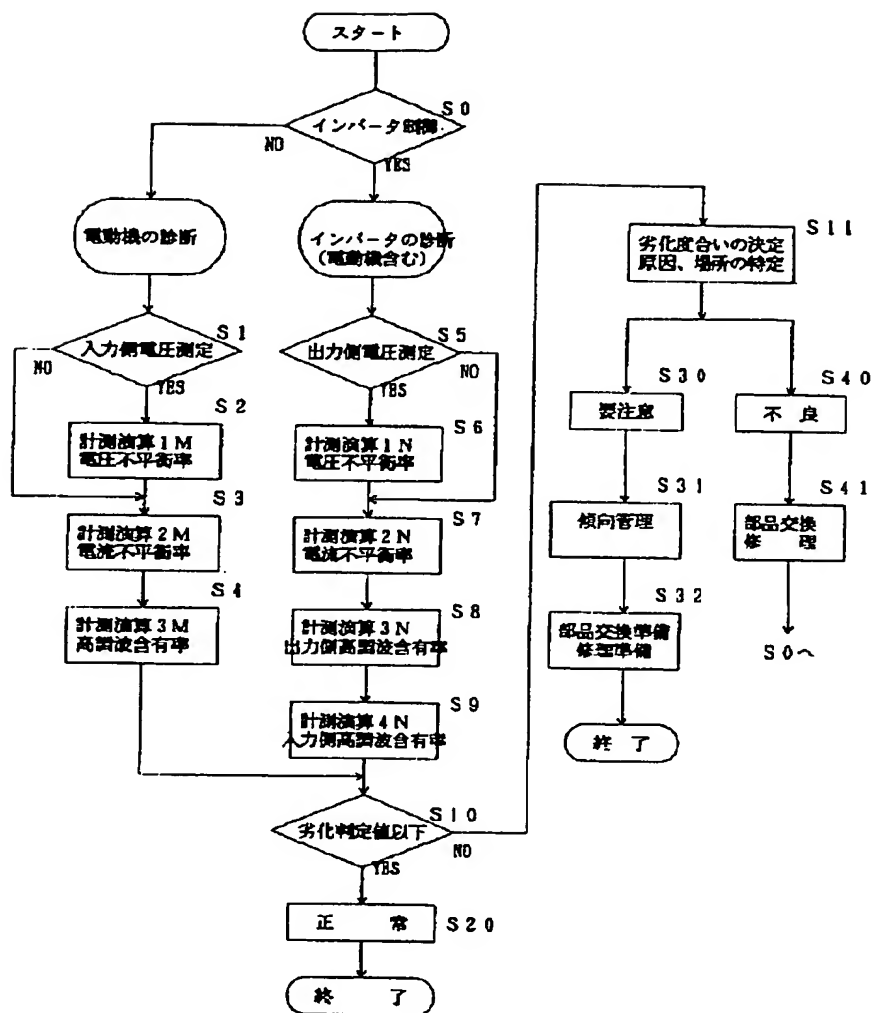 スタート
S0
インバータ制御
NO
YES
電動機の診断
インバータの診断
(電動機含む)
S11
劣化度合いの決定
原因、場所の特定
S1
入力側電圧測定
NO
YES
S5
出力側電圧測定
NO
YES
S30
要注意
S40
不良
S2
計測演算1M
電圧不平衡率
S6
計測演算1N
電圧不平衡率
S31
傾向管理
S41
部品交換
修理
S3
計測演算2M
電流不平衡率
S7
計測演算2N
電流不平衡率
S4
計測演算3M
高調波含有率
S8
計測演算3N
出力側高調波含有率
S32
部品交換準備
修理準備
S0へ
S9
計測演算4N
入力側高調波含有率
終了
S10
劣化判定値以下
NO
YES
正常
S20
終了